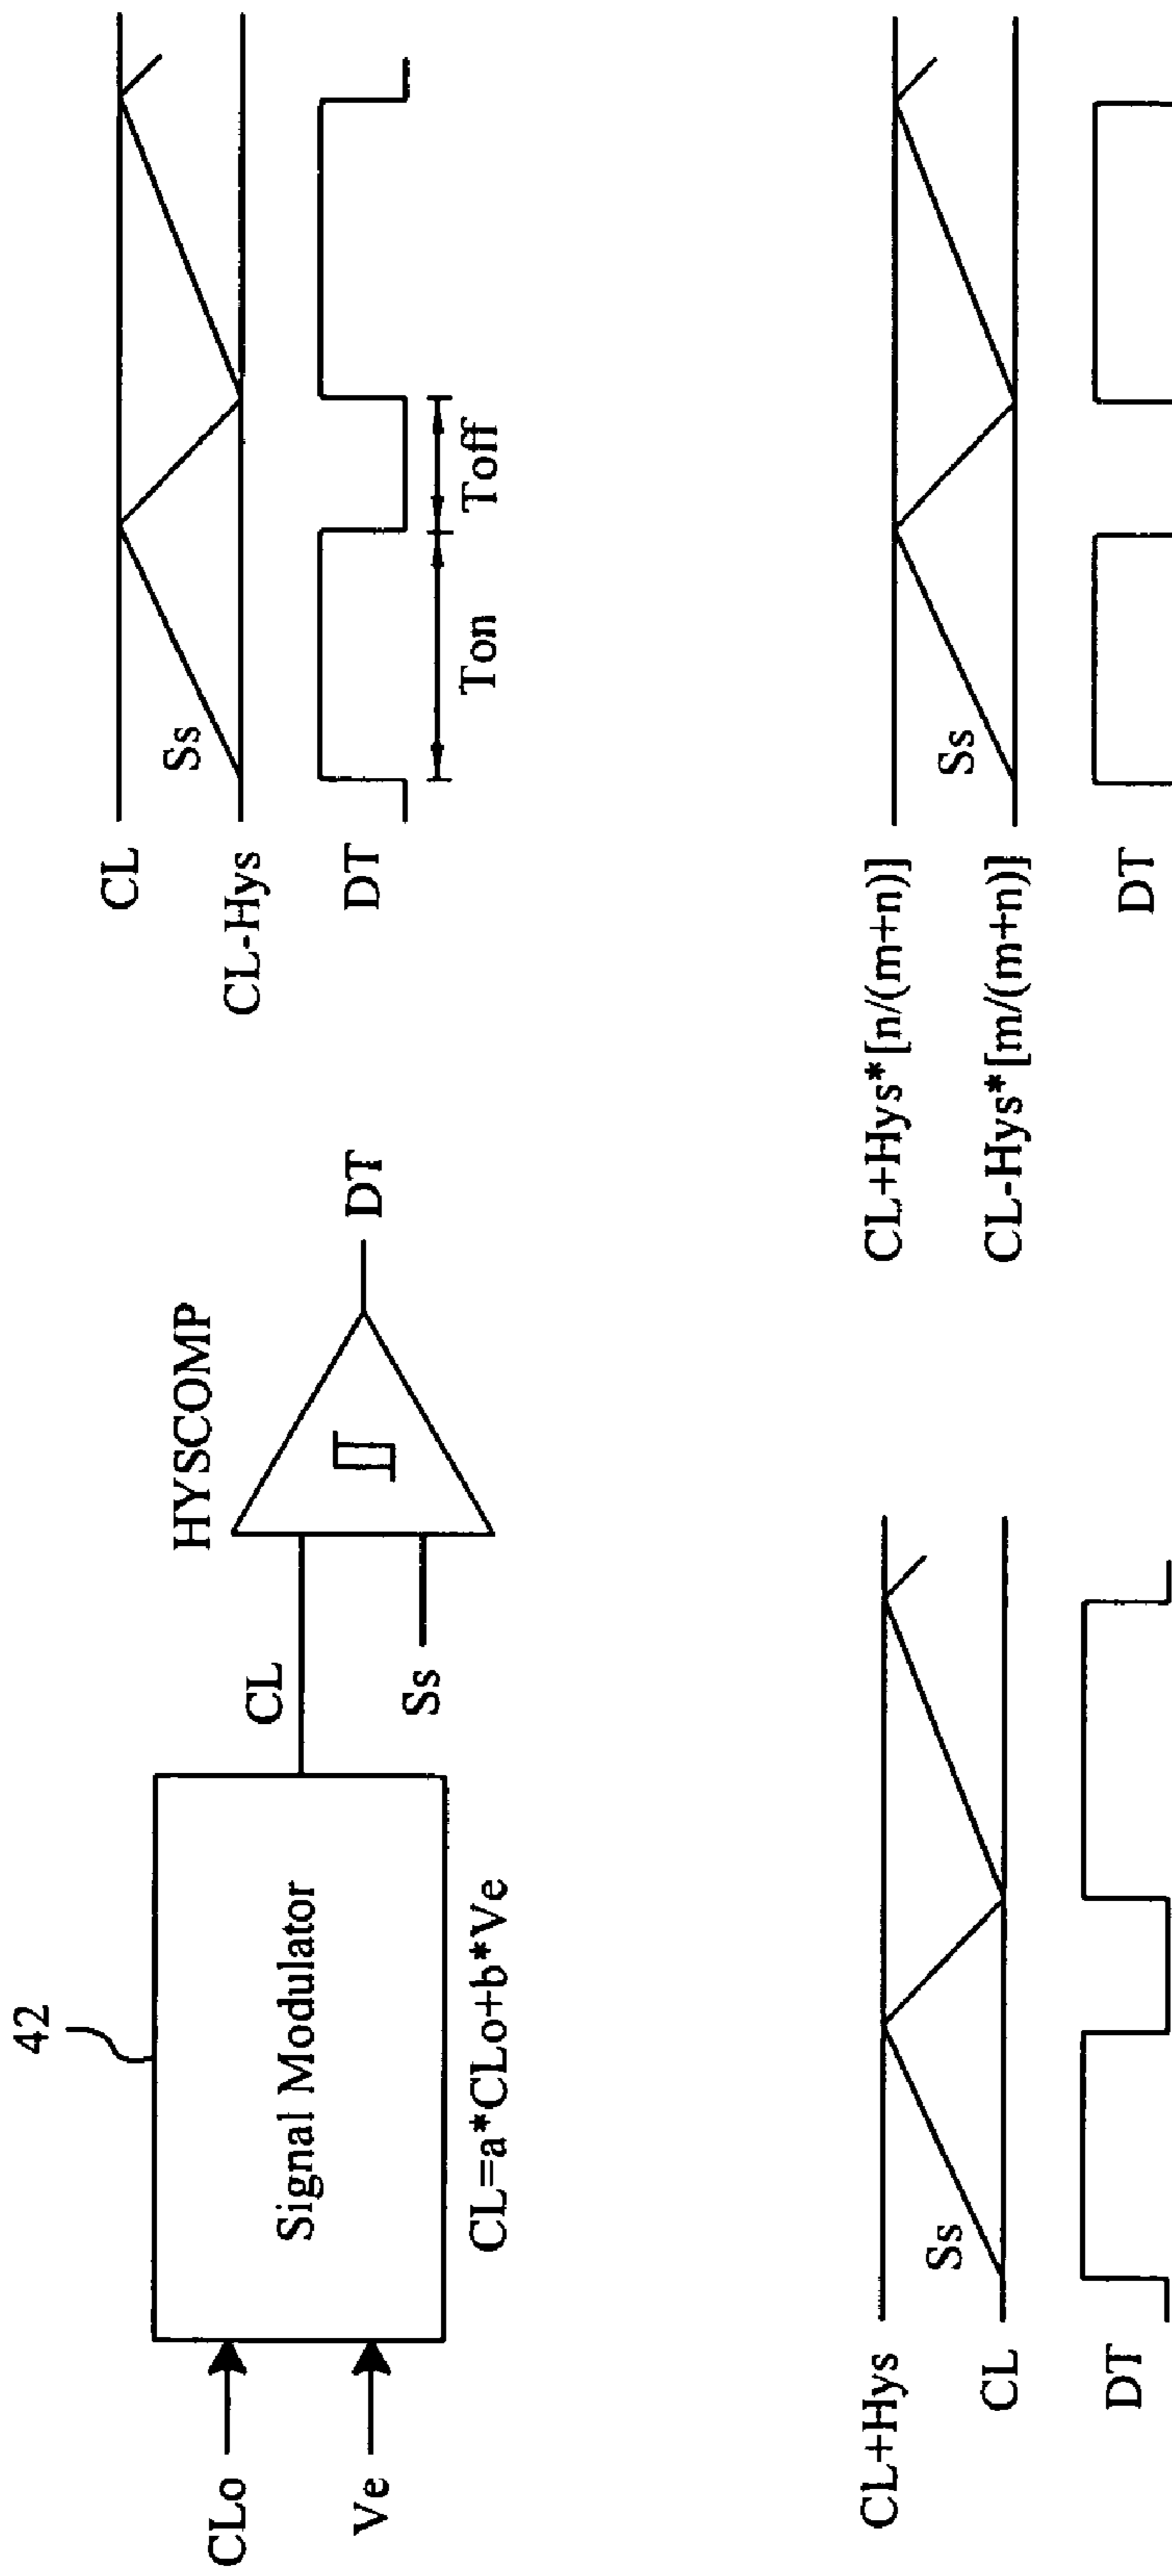 42
CLo
Ve
Signal Modulator
CL=a*CLo+b*Ve
CL
Ss
HYSCOMP
DT
CL
Ss
CL-Hys
DT
Ton
Toff
CL+Hys
Ss
CL
DT
CL+Hys*[n/(m+n)]
Ss
CL-Hys*[m/(m+n)]
DT